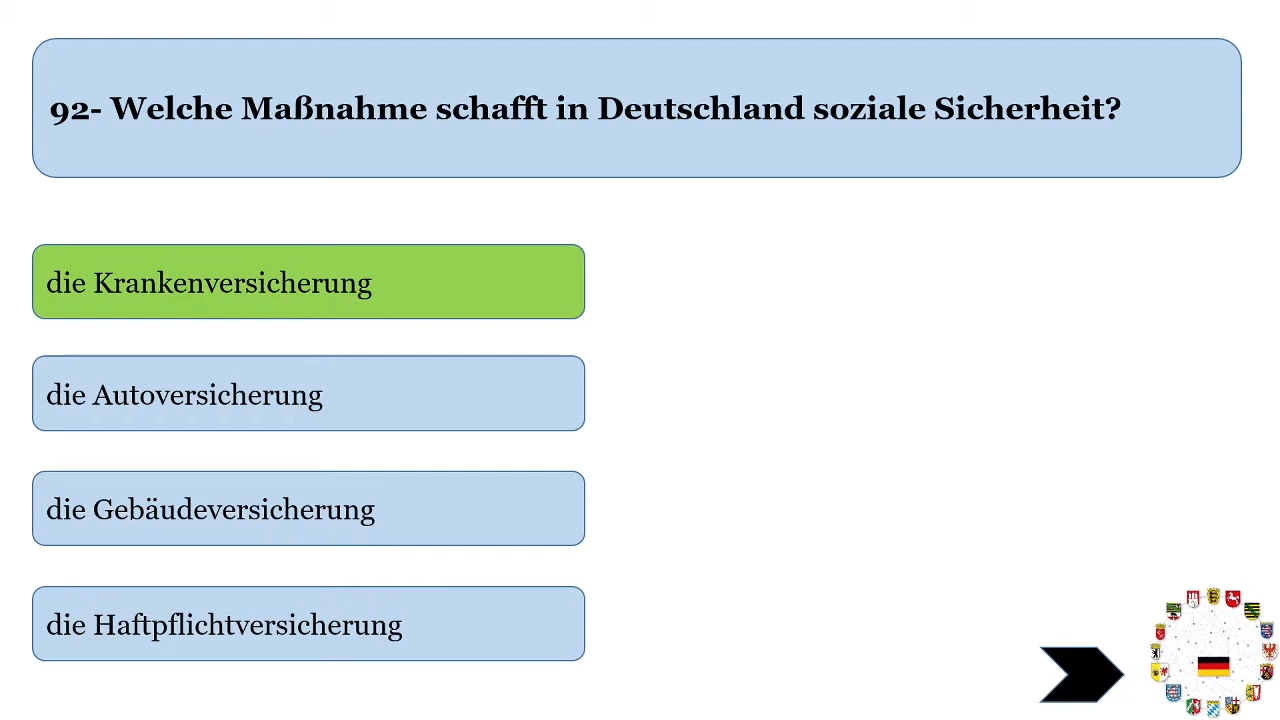 92- Welche Maßnahme schafft in Deutschland soziale Sicherheit?
die Krankenversicherung
die Autoversicherung
die Gebäudeversicherung
die Haftpflichtversicherung